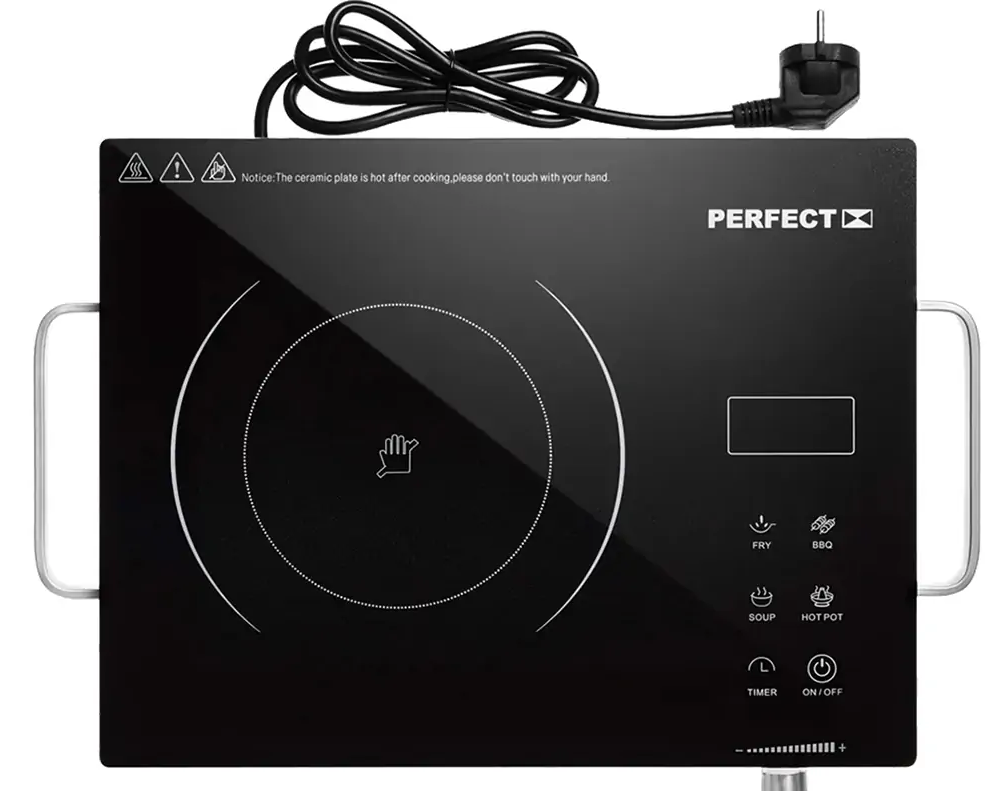 Notice:The ceramic plate is hot after cooking,please don't touch with your hand.
PERFECT
FRY BBQ
SOUP HOT POT
TIMER ON/OFF
- +